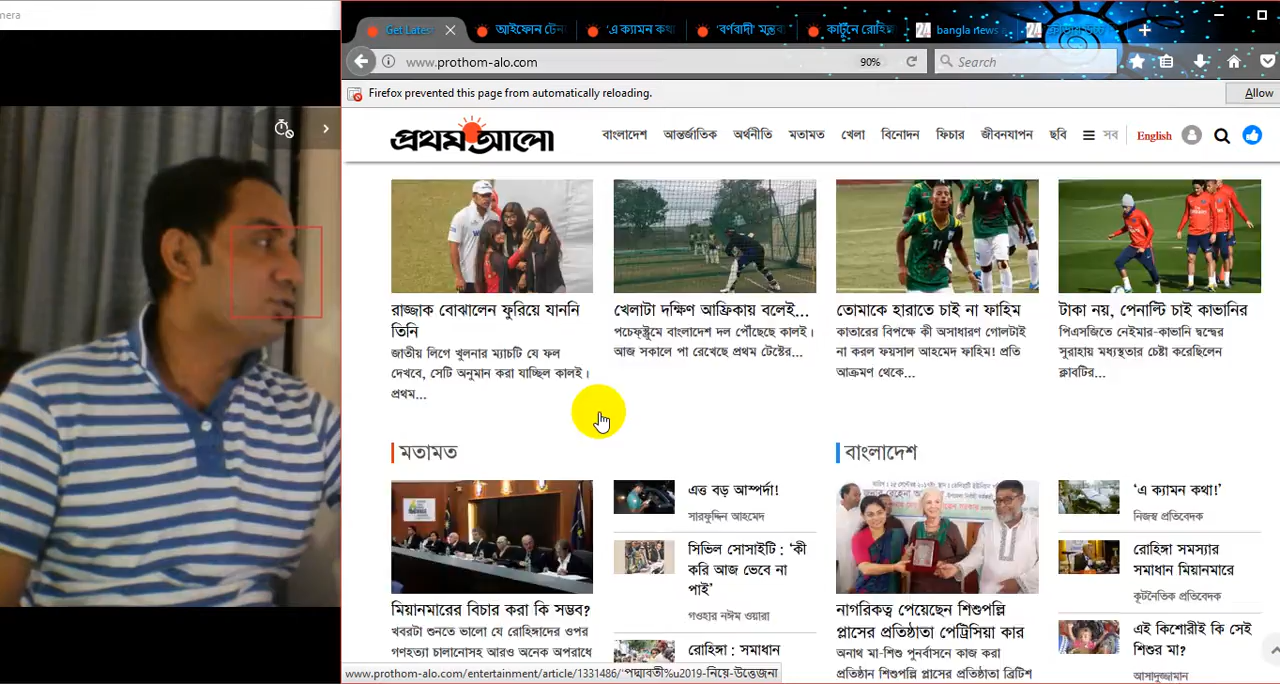 mera
Get Latest
আইফোন টেন
'এ ক্যামন কথা
'বর্ণবাদী' মন্তব্য
কার্টুনে রোহিঙ্গ
bangla news
www.prothom-alo.com
90%
Search
Firefox prevented this page from automatically reloading.
Allow
প্রথম আলো
বাংলাদেশ আন্তর্জাতিক অর্থনীতি মতামত খেলা বিনোদন ফিচার জীবনযাপন ছবি সব English
রাজ্জাক বোঝালেন ফুরিয়ে যাননি
তিনি
জাতীয় লিগে খুলনার ম্যাচটি যে ফল
দেখবে, সেটি অনুমান করা যাচ্ছিল কালই।
প্রথম...
খেলাটা দক্ষিণ আফ্রিকায় বলেই...
পচেফস্ট্রুমে বাংলাদেশ দল পৌঁছেছে কালই।
আজ সকালে পা রেখেছে প্রথম টেস্টের...
তোমাকে হারাতে চাই না ফাহিম
কাতারের বিপক্ষে কী অসাধারণ গোলটাই
না করল ফয়সাল আহমেদ ফাহিম! প্রতি
আক্রমণ থেকে...
টাকা নয়, পেনাল্টি চাই কাভানির
পিএসজিতে নেইমার-কাভানি দ্বন্দ্বের
সুরাহায় মধ্যস্থতার চেষ্টা করেছিলেন
ক্লাবটির...
মতামত
মিয়ানমারের বিচার করা কি সম্ভব?
খবরটা শুনতে ভালো যে রোহিঙ্গাদের ওপর
গণহত্যা চালানোসহ আরও অনেক অপরাধে
এত্ত বড় আস্পর্দা!
সারফুদ্দিন আহমেদ
সিভিল সোসাইটি : 'কী
করি আজ ভেবে না
পাই'
গওহার নঈম ওয়ারা
রোহিঙ্গা : সমাধান
বাংলাদেশ
নাগরিকত্ব পেয়েছেন শিশুপল্লি
প্লাসের প্রতিষ্ঠাতা পেট্রিসিয়া কার
অনাথ মা-শিশু পুনর্বাসনে কাজ করা
প্রতিষ্ঠান শিশুপল্লি প্লাসের প্রতিষ্ঠাতা ব্রিটিশ
'এ ক্যামন কথা!'
নিজস্ব প্রতিবেদক
রোহিঙ্গা সমস্যার
সমাধান মিয়ানমারে
কূটনৈতিক প্রতিবেদক
এই কিশোরীই কি সেই
শিশুর মা?
আসাদুজ্জামান
www.prothom-alo.com/entertainment/article/1331486/'পদ্মাবতী%u2019-নিয়ে-উত্তেজনা